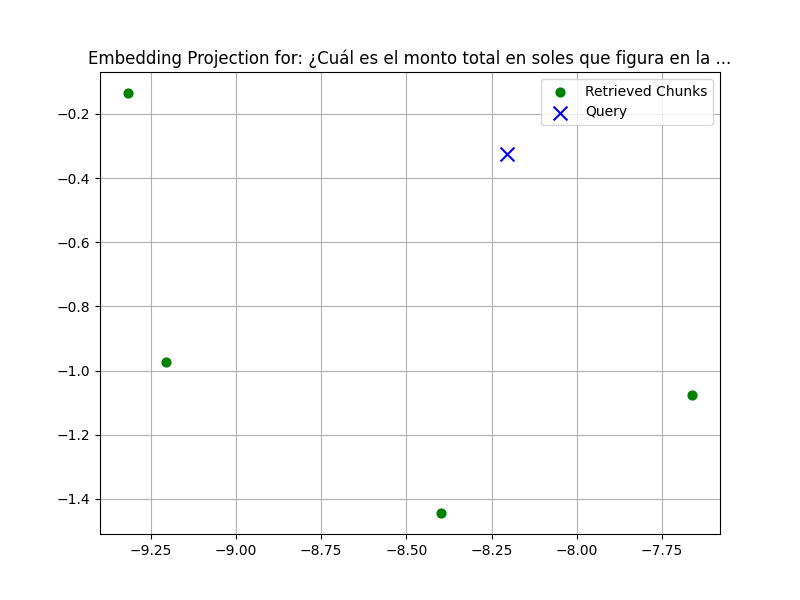 Embedding Projection for: ¿Cuál es el monto total en soles que figura en la ...
Retrieved Chunks
Query
−0.2
−0.4
−0.6
−0.8
−1.0
−1.2
−1.4
−9.25 −9.00 −8.75 −8.50 −8.25 −8.00 −7.75